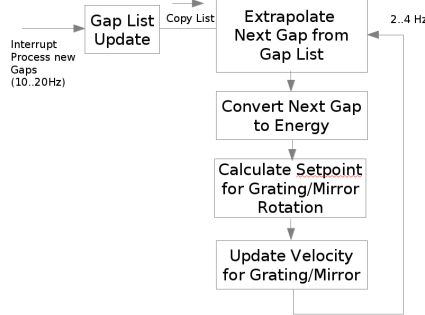 Gap List
Update
Copy List
Interrupt
Process new
Gaps
(10..20Hz)
Extrapolate
Next Gap from
Gap List
2..4 Hz
Convert Next Gap
to Energy
Calculate Setpoint
for Grating/Mirror
Rotation
Update Velocity
for Grating/Mirror